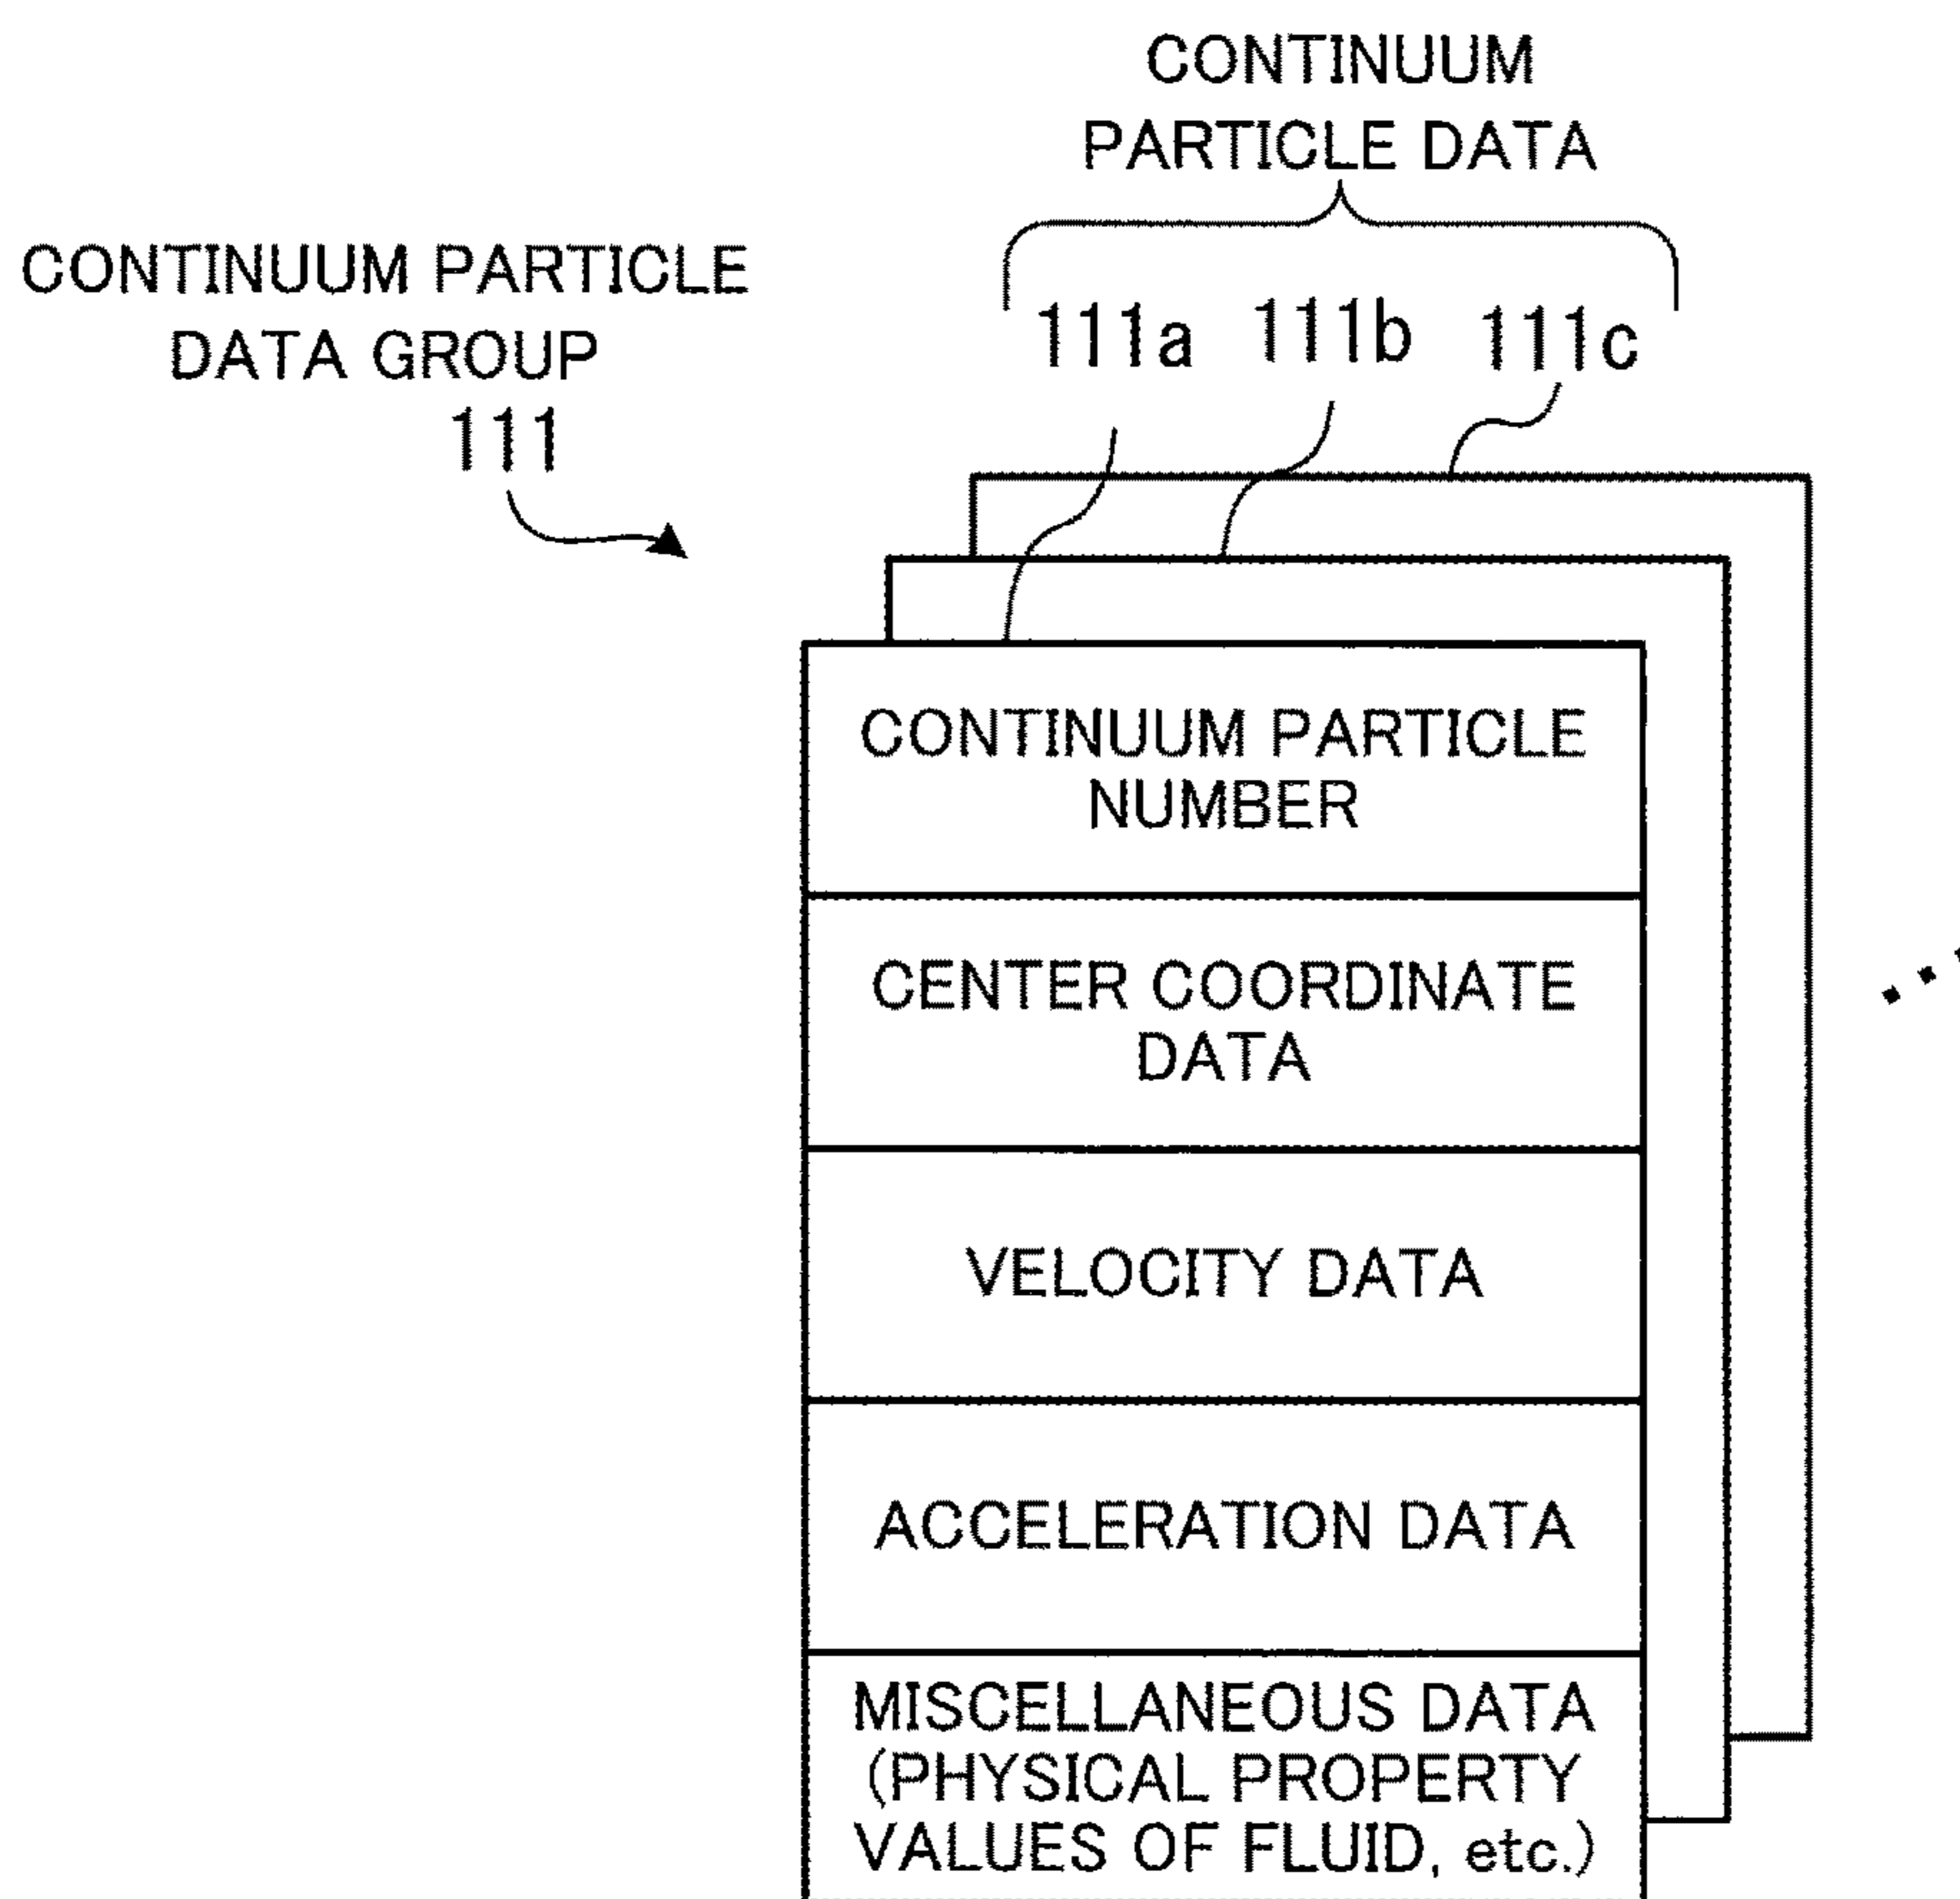 CONTINUUM
PARTICLE DATA
CONTINUUM PARTICLE
DATA GROUP
111
111a 111b 111c
CONTINUUM PARTICLE
NUMBER
CENTER COORDINATE
DATA
VELOCITY DATA
ACCELERATION DATA
MISCELLANEOUS DATA
(PHYSICAL PROPERTY
VALUES OF FLUID, etc.)